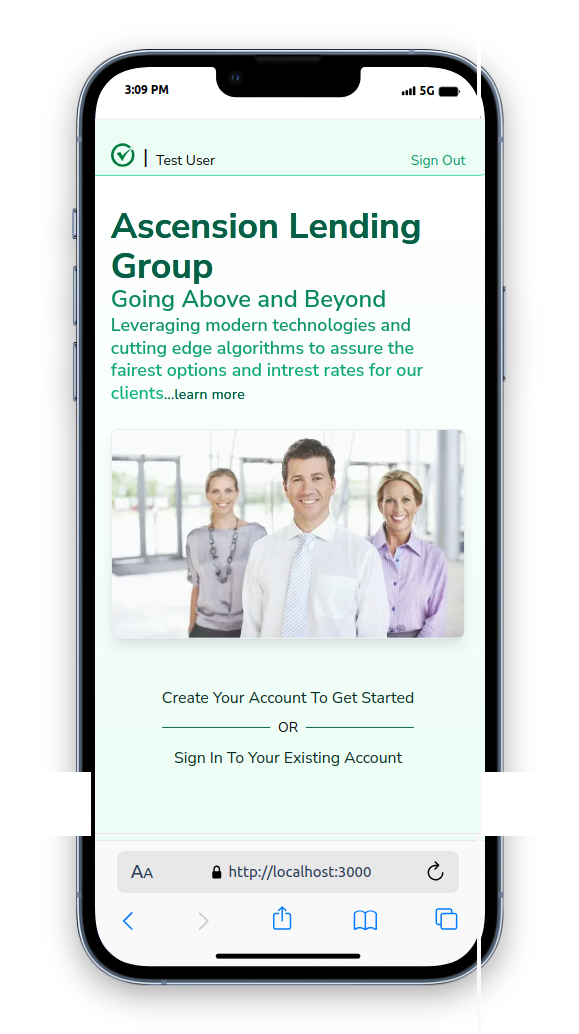 3:09 PM 5G
| Test User Sign Out
Ascension Lending
Group
Going Above and Beyond
Leveraging modern technologies and
cutting edge algorithms to assure the
fairest options and intrest rates for our
clients...learn more
Create Your Account To Get Started
OR
Sign In To Your Existing Account
AA http://localhost:3000